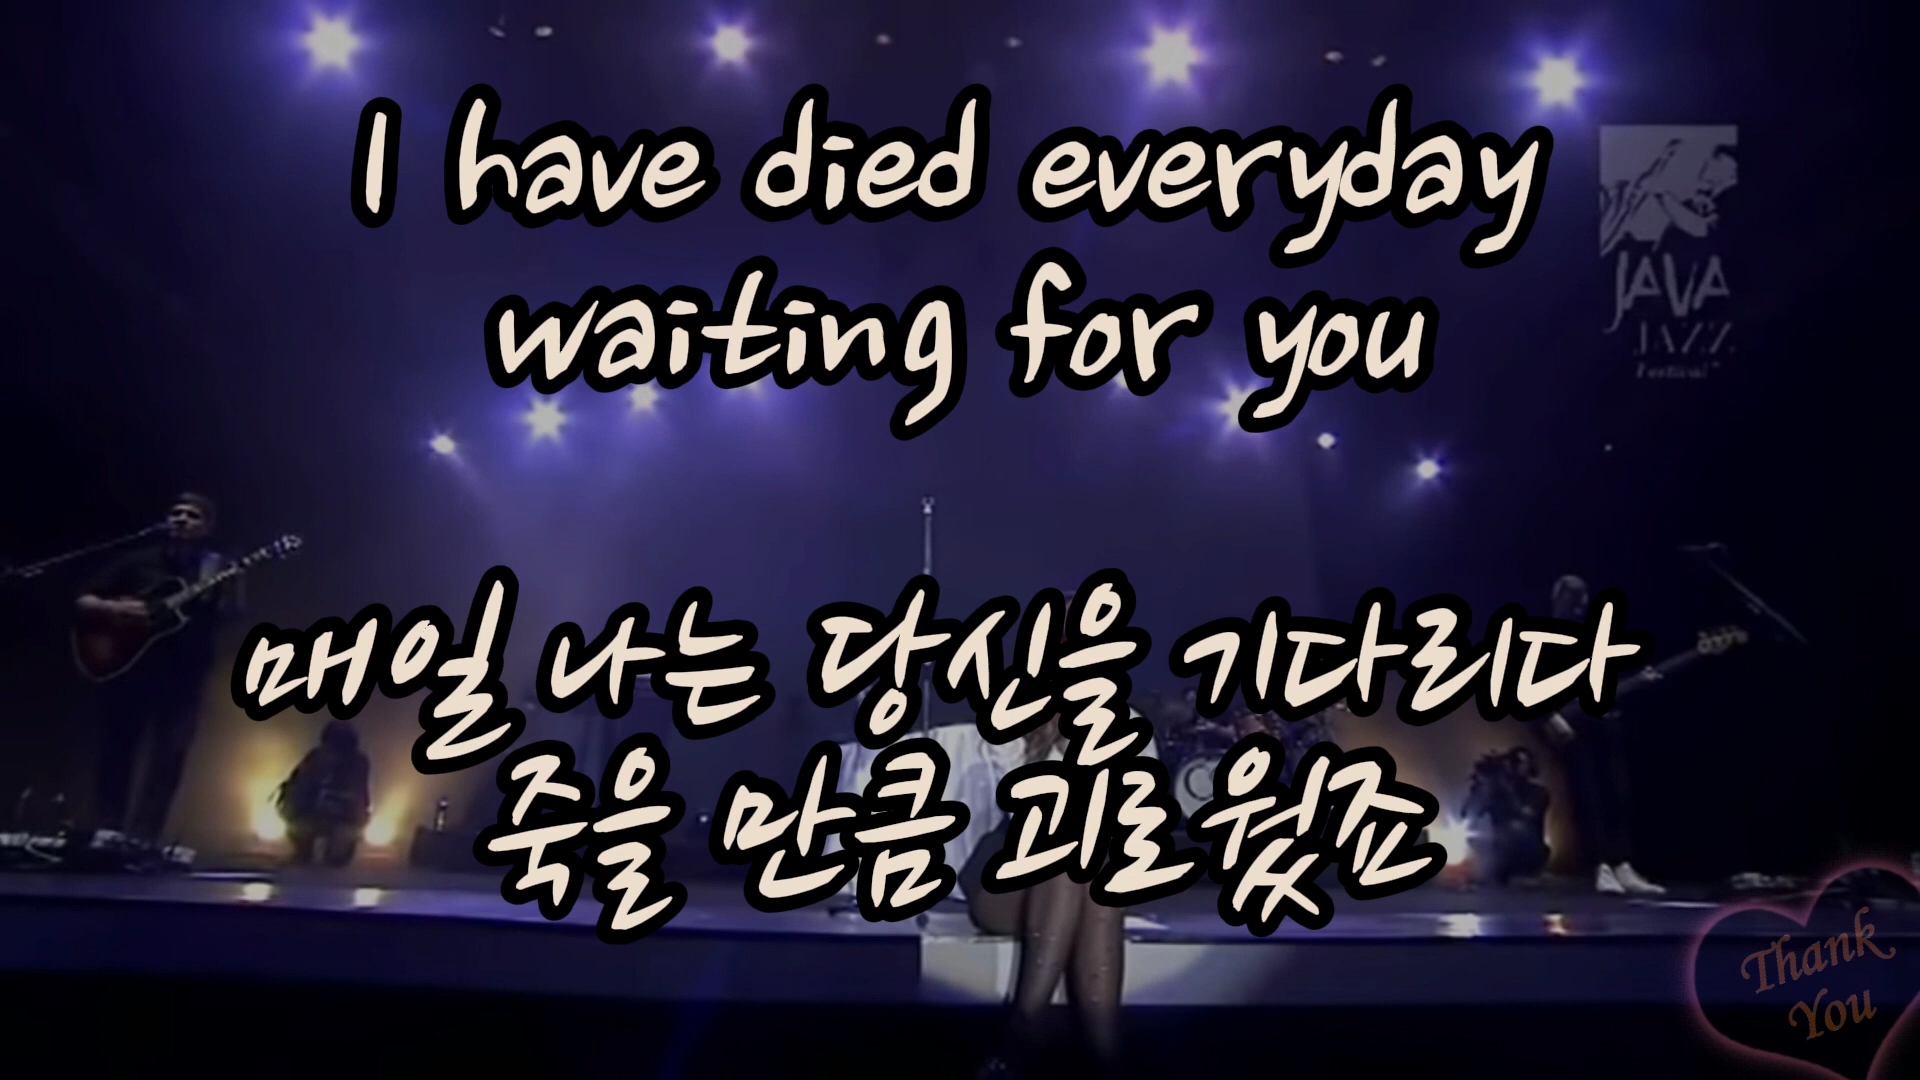 I have died everyday
waiting for you
매일 나는 당신을 기다리다
죽을 만큼 괴로웠죠
JAVA
JAZZ
Festival
Thank
You